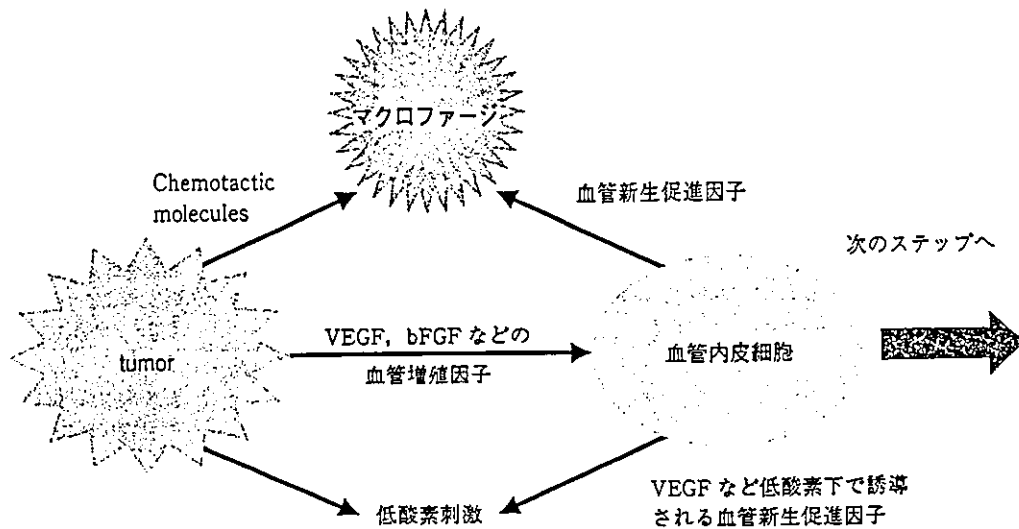 マクロファージ
Chemotactic
molecules
血管新生促進因子
次のステップへ
tumor
VEGF, bFGF などの
血管増殖因子
血管内皮細胞
低酸素刺激
VEGF など低酸素下で誘導
される血管新生促進因子